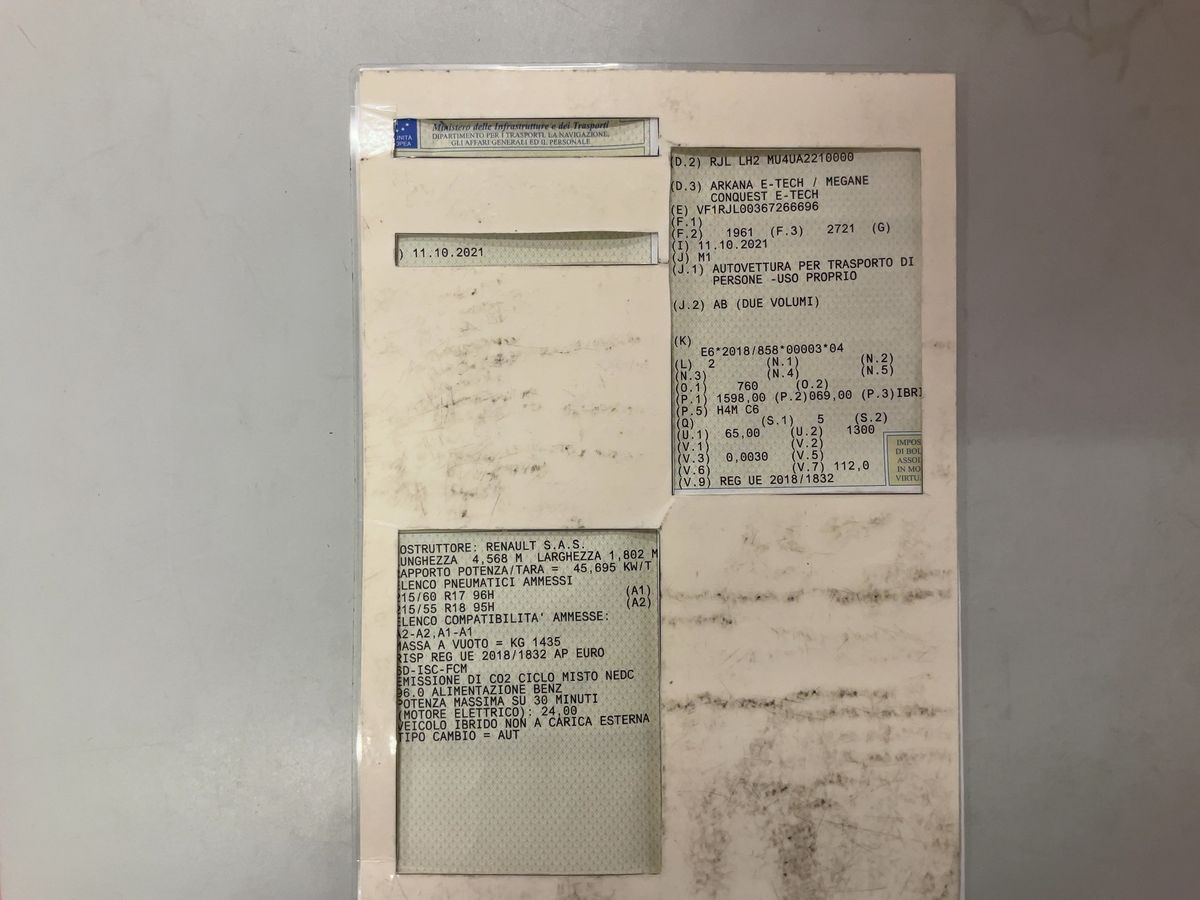 UNITÀ
OPEA
Ministero delle Infrastrutture e dei Trasporti
DIPARTIMENTO PER I TRASPORTI, LA NAVIGAZIONE,
GLI AFFARI GENERALI ED IL PERSONALE
) 11.10.2021
(D.2) RJL LH2 MU4UA2210000
(D.3) ARKANA E-TECH / MEGANE
CONQUEST E-TECH
(E) VF1RJL00367266696
(F.1)
(F.2) 1961 (F.3) 2721 (G)
(I) 11.10.2021
(J) M1
(J.1) AUTOVETTURA PER TRASPORTO DI
PERSONE -USO PROPRIO
(J.2) AB (DUE VOLUMI)
(K)
E6*2018/858*00003*04
(L) 2 (N.1) (N.2)
(N.3) (N.4) (N.5)
(O.1) 760 (O.2)
(P.1) 1598,00 (P.2)069,00 (P.3)IBRI
(P.5) H4M C6
(Q) (S.1) 5 (S.2)
(U.1) 65,00 (U.2) 1300
(V.1) (V.2)
(V.3) 0,0030 (V.5)
(V.6) (V.7) 112,0
(V.9) REG UE 2018/1832
IMPOS
DI BOL
ASSOL
IN MO
VIRTU
OSTRUTTORE: RENAULT S.A.S.
UNGHEZZA 4,568 M LARGHEZZA 1,802 M
APPORTO POTENZA/TARA = 45,695 KW/T
LENCO PNEUMATICI AMMESSI
15/60 R17 96H (A1)
15/55 R18 95H (A2)
LENCO COMPATIBILITA' AMMESSE:
A2-A2,A1-A1
MASSA A VUOTO = KG 1435
RISP REG UE 2018/1832 AP EURO
6D-ISC-FCM
EMISSIONE DI CO2 CICLO MISTO NEDC
96.0 ALIMENTAZIONE BENZ
POTENZA MASSIMA SU 30 MINUTI
(MOTORE ELETTRICO): 24,00
VEICOLO IBRIDO NON A CARICA ESTERNA
TIPO CAMBIO = AUT